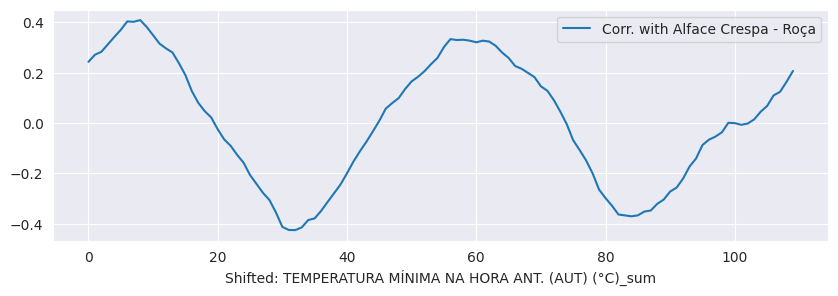 0.4
0.2
0.0
−0.2
−0.4
Corr. with Alface Crespa - Roça
0 20 40 60 80 100
Shifted: TEMPERATURA MÍNIMA NA HORA ANT. (AUT) (°C)_sum